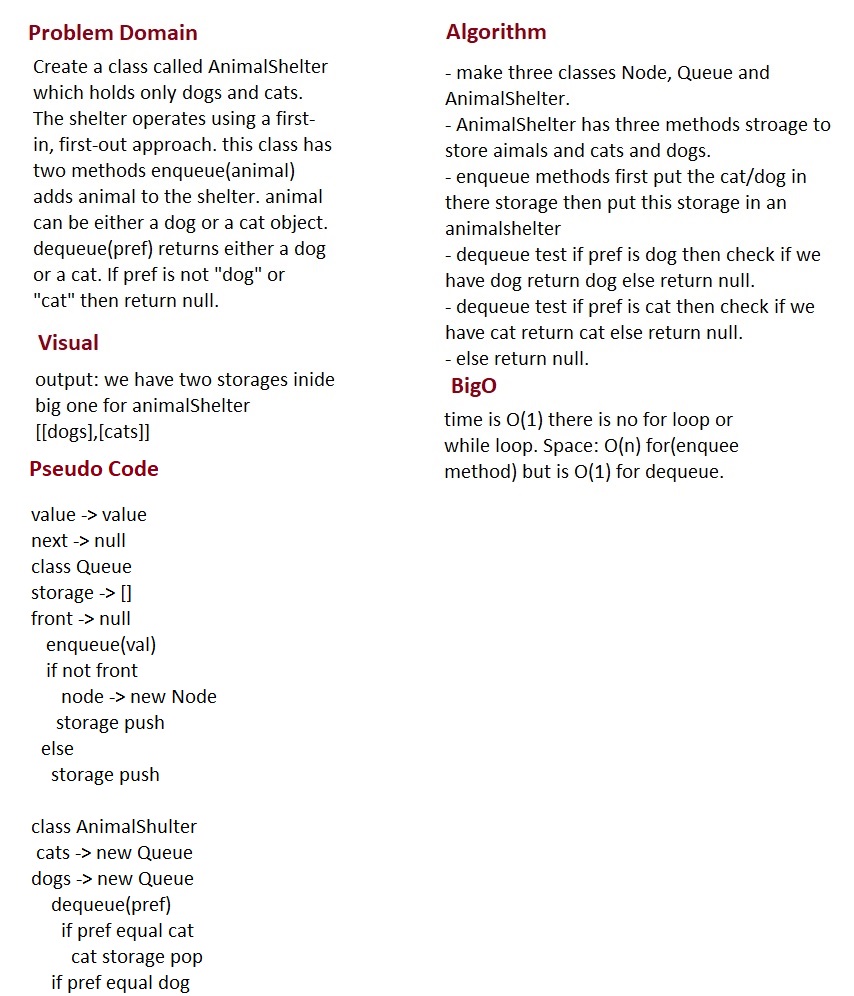 Problem Domain
Create a class called AnimalShelter
which holds only dogs and cats.
The shelter operates using a first-
in, first-out approach. this class has
two methods enqueue(animal)
adds animal to the shelter. animal
can be either a dog or a cat object.
dequeue(pref) returns either a dog
or a cat. If pref is not "dog" or
"cat" then return null.
Visual
output: we have two storages inide
big one for animalShelter
[[dogs],[cats]]
Pseudo Code
value -> value
next -> null
class Queue
storage -> []
front -> null
enqueue(val)
if not front
node -> new Node
storage push
else
storage push
class AnimalShulter
cats -> new Queue
dogs -> new Queue
dequeue(pref)
if pref equal cat
cat storage pop
if pref equal dog
Algorithm
- make three classes Node, Queue and
AnimalShelter.
- AnimalShelter has three methods stroage to
store aimals and cats and dogs.
- enqueue methods first put the cat/dog in
there storage then put this storage in an
animalshelter
- dequeue test if pref is dog then check if we
have dog return dog else return null.
- dequeue test if pref is cat then check if we
have cat return cat else return null.
- else return null.
BigO
time is O(1) there is no for loop or
while loop. Space: O(n) for(enquee
method) but is O(1) for dequeue.